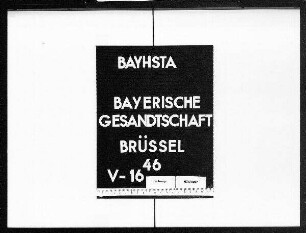 BAYHSTA
BAYERISCHE
GESANDTSCHAFT
BRÜSSEL
46
V-16